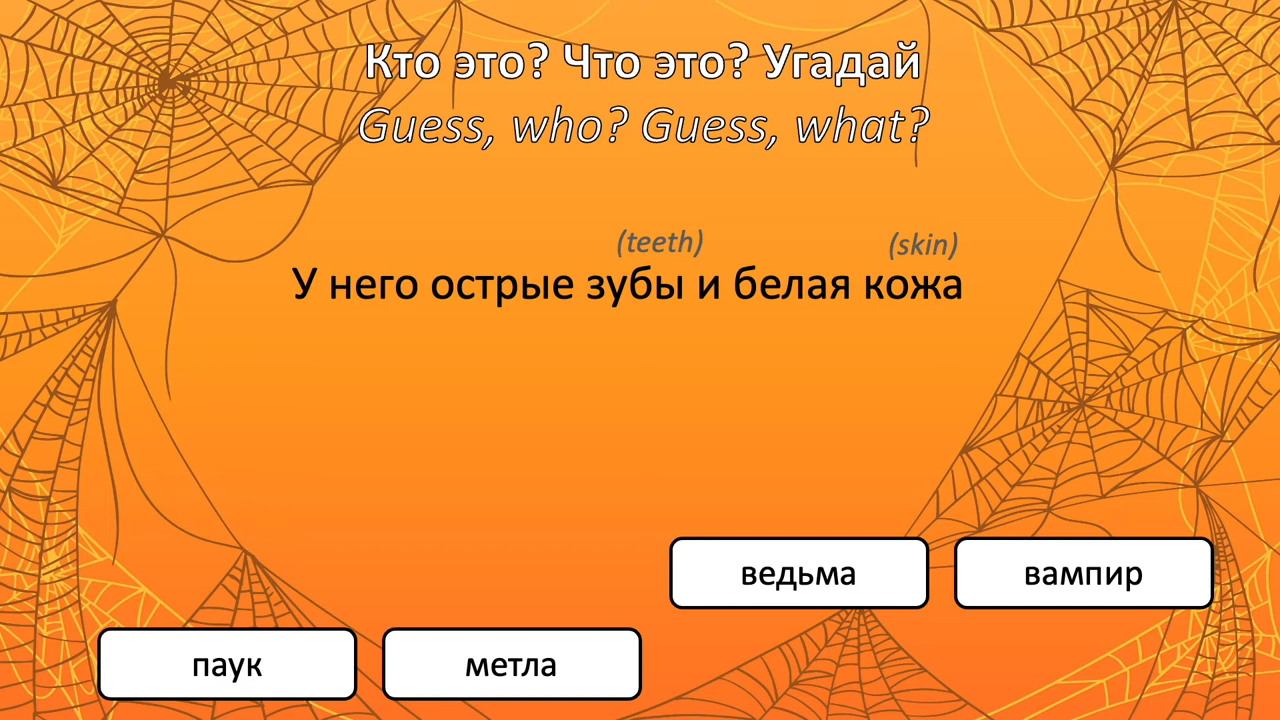 Кто это? Что это? Угадай
Guess, who? Guess, what?
(teeth) (skin)
У него острые зубы и белая кожа
ведьма вампир
паук метла